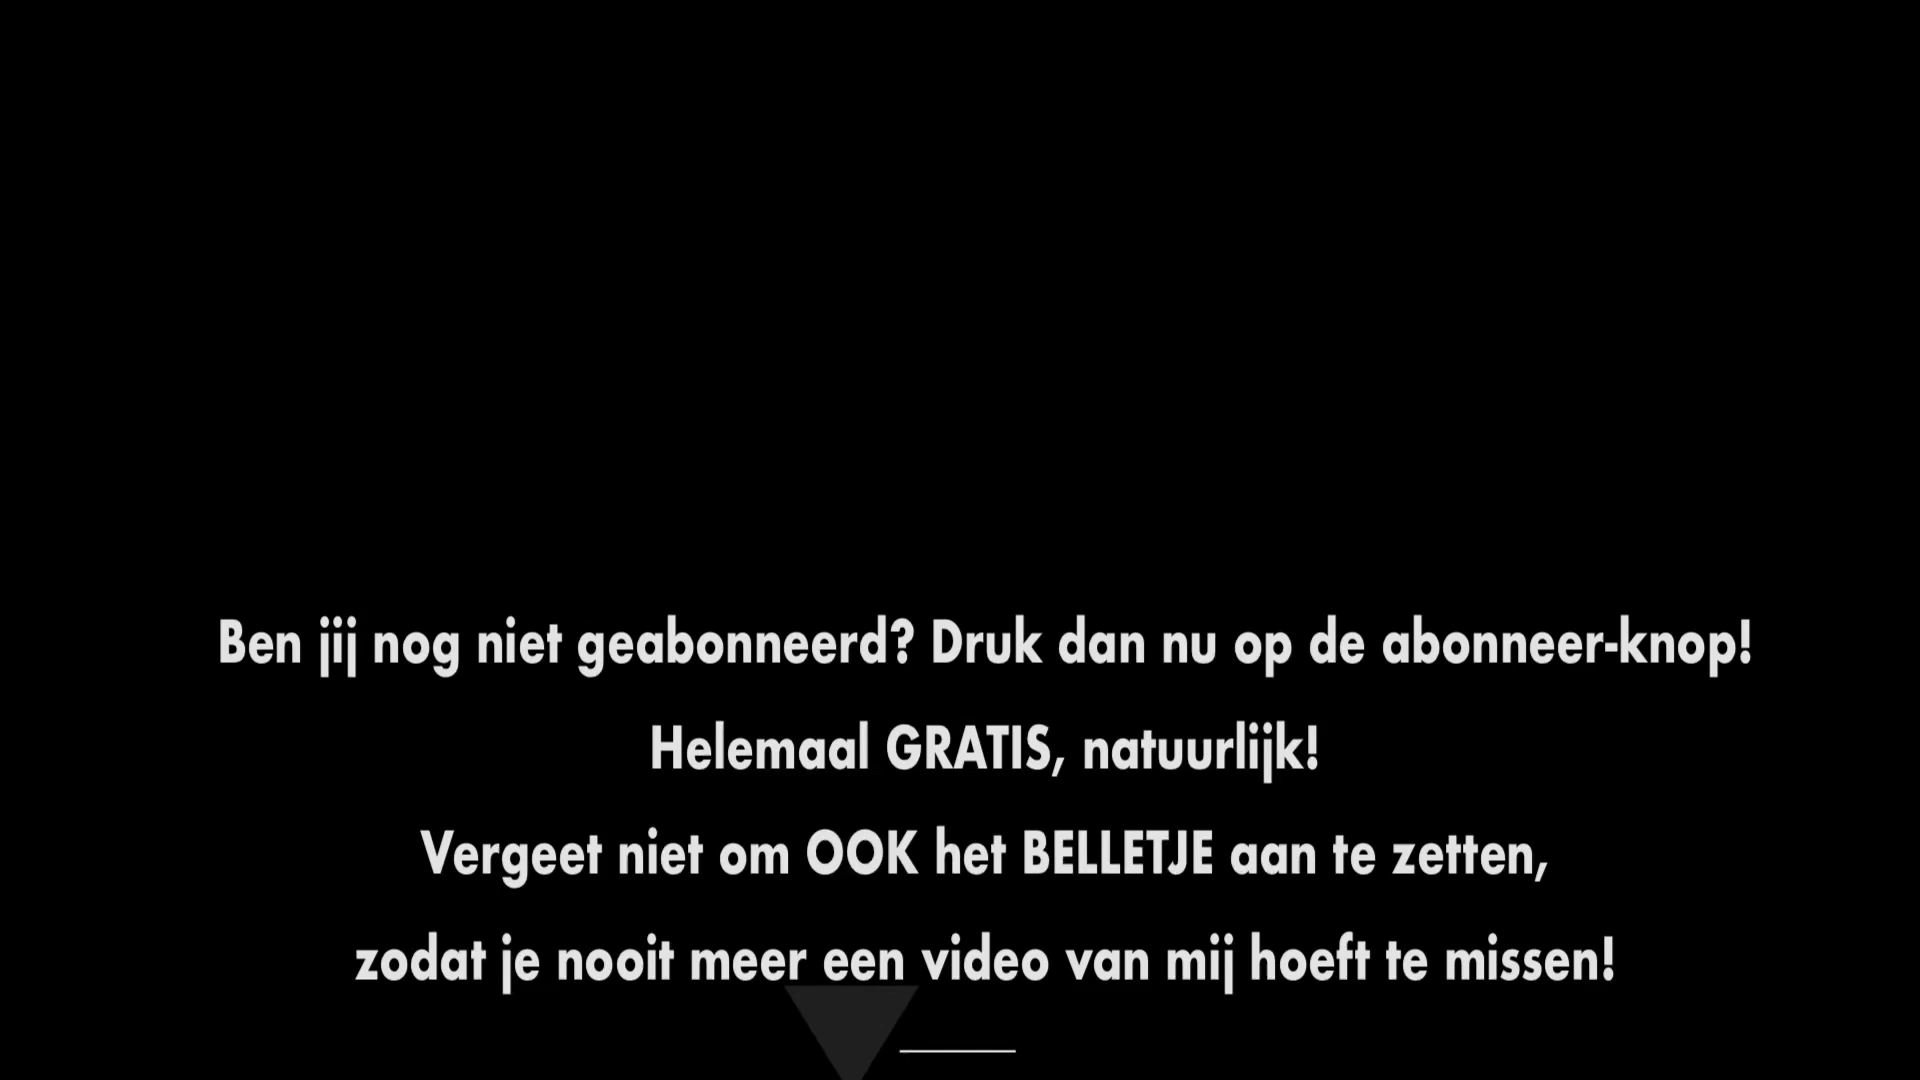 Ben jij nog niet geabonneerd? Druk dan nu op de abonneer-knop!
Helemaal GRATIS, natuurlijk!
Vergeet niet om OOK het BELLETJE aan te zetten,
zodat je nooit meer een video van mij hoeft te missen!